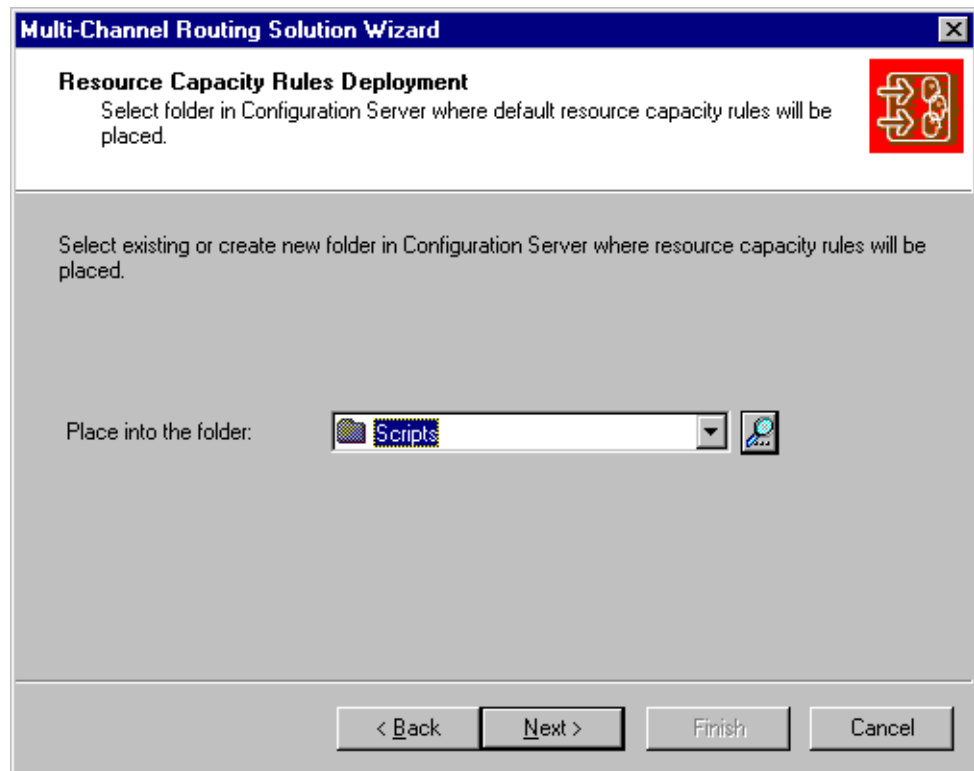 Multi-Channel Routing Solution Wizard
Resource Capacity Rules Deployment
Select folder in Configuration Server where default resource capacity rules will be
placed.
Select existing or create new folder in Configuration Server where resource capacity rules will be
placed.
Place into the folder:
Scripts
< Back
Next >
Finish
Cancel